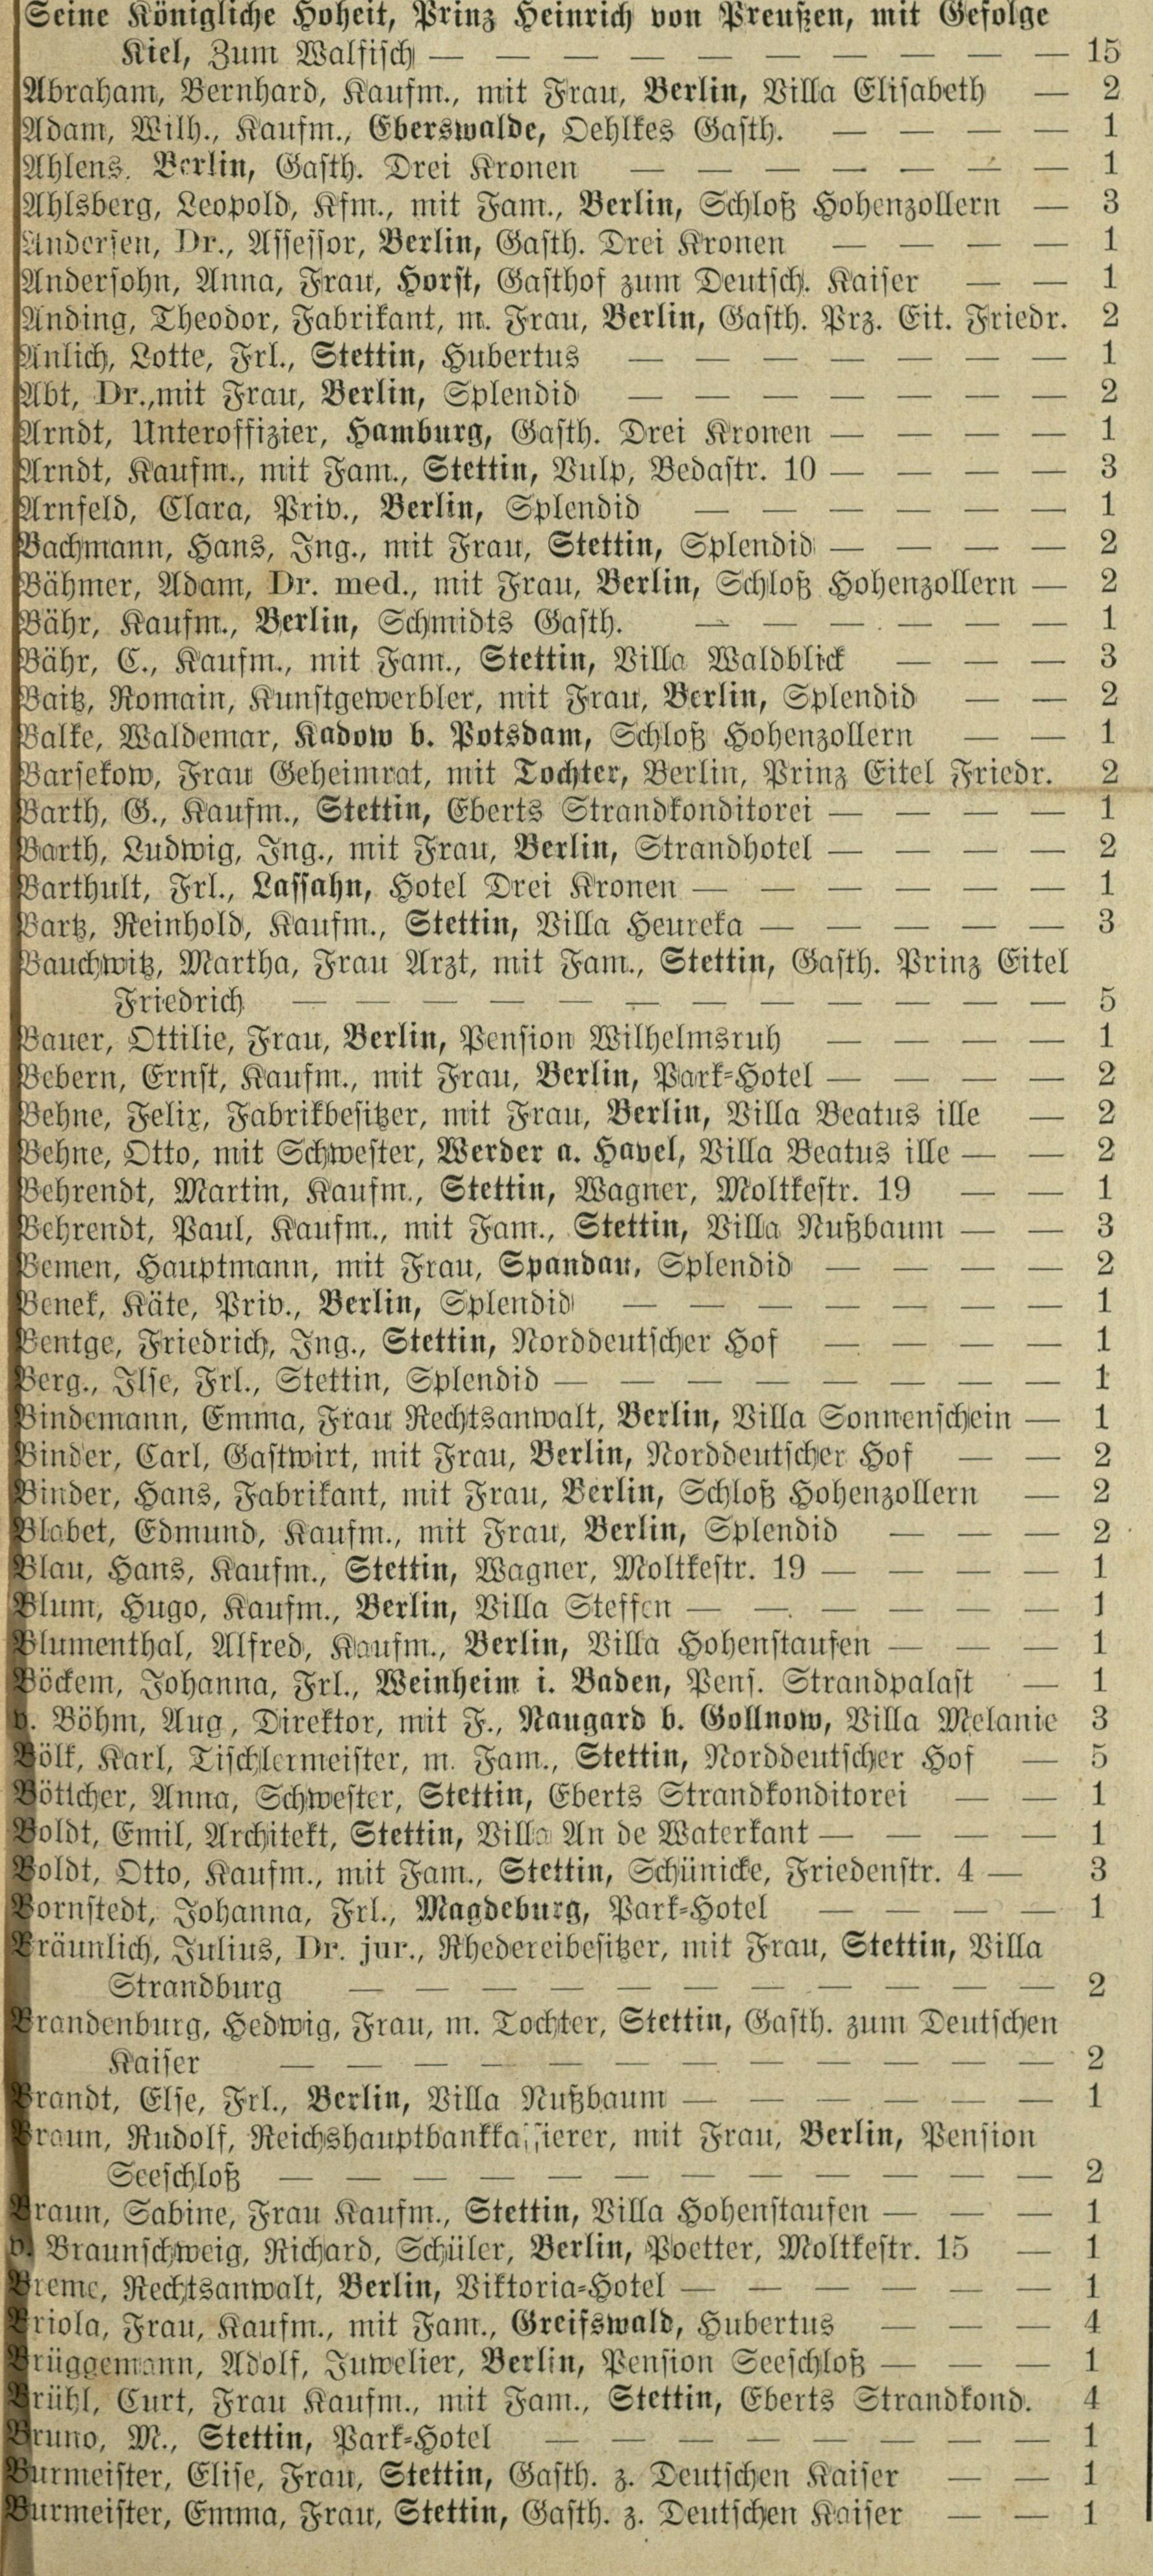 Seine Königliche Hoheit, Prinz Heinrich von Preußen, mit Gefolge
Kiel, Zum Walfisch — — — — — — — — — 15
Abraham, Bernhard, Kaufm., mit Frau, Berlin, Villa Elisabeth — 2
Adam, Wilh., Kaufm., Eberswalde, Oehlkes Gasth. — — — — 1
Ahlens. Berlin, Gasth. Drei Kronen — — — — — — — 1
Ahlsberg, Leopold, Kfm., mit Fam., Berlin, Schloß Hohenzollern — 3
Andersen, Dr., Assessor, Berlin, Gasth. Drei Kronen — — — — 1
Andersohn, Anna, Frau, Horst, Gasthof zum Deutsch. Kaiser — — 1
Anding, Theodor, Fabrikant, m. Frau, Berlin, Gasth. Prz. Eit. Friedr. 2
Anlich, Lotte, Frl., Stettin, Hubertus — — — — — — — 1
Abt, Dr., mit Frau, Berlin, Splendid — — — — — — — 2
Arndt, Unteroffizier, Hamburg, Gasth. Drei Kronen — — — — 1
Arndt, Kaufm., mit Fam., Stettin, Vulp, Bedastr. 10 — — — — 3
Arnfeld, Clara, Priv., Berlin, Splendid — — — — — — 1
Bachmann, Hans, Ing., mit Frau, Stettin, Splendid — — — — 2
Bähmer, Adam, Dr. med., mit Frau, Berlin, Schloß Hohenzollern — 2
Bähr, Kaufm., Berlin, Schmidts Gasth. — — — — — — 1
Bähr, C., Kaufm., mit Fam., Stettin, Villa Waldblick — — — 3
Baitz, Romain, Kunstgewerbler, mit Frau, Berlin, Splendid — — 2
Balke, Waldemar, Kadow b. Potsdam, Schloß Hohenzollern — — 1
Barsekow, Frau Geheimrat, mit Tochter, Berlin, Prinz Eitel Friedr. 2
Barth, G., Kaufm., Stettin, Eberts Strandkonditorei — — — — 1
Barth, Ludwig, Ing., mit Frau, Berlin, Strandhotel — — — — 2
Barthult, Frl., Lassahn, Hotel Drei Kronen — — — — — — 1
Bartz, Reinhold, Kaufm., Stettin, Villa Heureka — — — — — 3
Bauchwitz, Martha, Frau Arzt, mit Fam., Stettin, Gasth. Prinz Eitel
Friedrich — — — — — — — — — — — — 5
Bauer, Ottilie, Frau, Berlin, Pension Wilhelmsruh — — — — 1
Bebern, Ernst, Kaufm., mit Frau, Berlin, Park-Hotel — — — — 2
Behne, Felix, Fabrikbesitzer, mit Frau, Berlin, Villa Beatus ille — 2
Behne, Otto, mit Schwester, Werder a. Havel, Villa Beatus ille — — 2
Behrendt, Martin, Kaufm., Stettin, Wagner, Moltkestr. 19 — — 1
Behrendt, Paul, Kaufm., mit Fam., Stettin, Villa Nußbaum — — 3
Bemen, Hauptmann, mit Frau, Spandau, Splendid — — — — 2
Benek, Käte, Priv., Berlin, Splendid — — — — — — — 1
Bentge, Friedrich, Ing., Stettin, Norddeutscher Hof — — — — 1
Berg., Ilse, Frl., Stettin, Splendid — — — — — — — — 1
Bindemann, Emma, Frau Rechtsanwalt, Berlin, Villa Sonnenschein — 1
Binder, Carl, Gastwirt, mit Frau, Berlin, Norddeutscher Hof — — 2
Binder, Hans, Fabrikant, mit Frau, Berlin, Schloß Hohenzollern — 2
Blabet, Edmund, Kaufm., mit Frau, Berlin, Splendid — — — 2
Blau, Hans, Kaufm., Stettin, Wagner, Moltkestr. 19 — — — — 1
Blum, Hugo, Kaufm., Berlin, Villa Steffen — — — — — — 1
Blumenthal, Alfred, Kaufm., Berlin, Villa Hohenstaufen — — — 1
Böckem, Johanna, Frl., Weinheim i. Baden, Pens. Strandpalast — 1
v. Böhm, Aug, Direktor, mit F., Naugard b. Gollnow, Villa Melanie 3
Bölk, Karl, Tischlermeister, m. Fam., Stettin, Norddeutscher Hof — 5
Böttcher, Anna, Schwester, Stettin, Eberts Strandkonditorei — — 1
Boldt, Emil, Architekt, Stettin, Villa An de Waterkant — — — — 1
Boldt, Otto, Kaufm., mit Fam., Stettin, Schünicke, Friedenstr. 4 — 3
Bornstedt, Johanna, Frl., Magdeburg, Park-Hotel — — — — 1
Bräunlich, Julius, Dr. jur., Rhedereibesitzer, mit Frau, Stettin, Villa
Strandburg — — — — — — — — — — — 2
Brandenburg, Hedwig, Frau, m. Tochter, Stettin, Gasth. zum Deutschen
Kaiser — — — — — — — — — — — — 2
Brandt, Else, Frl., Berlin, Villa Nußbaum — — — — — — 1
Braun, Rudolf, Reichshauptbankkassierer, mit Frau, Berlin, Pension
Seeschloß — — — — — — — — — — — — 2
Braun, Sabine, Frau Kaufm., Stettin, Villa Hohenstaufen — — — 1
v. Braunschweig, Richard, Schüler, Berlin, Poetter, Moltkestr. 15 — 1
Breme, Rechtsanwalt, Berlin, Viktoria-Hotel — — — — — — 1
Briola, Frau, Kaufm., mit Fam., Greifswald, Hubertus — — — 4
Brüggemann, Adolf, Juwelier, Berlin, Pension Seeschloß — — — 1
Brühl, Curt, Frau Kaufm., mit Fam., Stettin, Eberts Strandkond. 4
Bruno, M., Stettin, Park-Hotel — — — — — — — — 1
Burmeister, Elise, Frau, Stettin, Gasth. z. Deutschen Kaiser — — 1
Burmeister, Emma, Frau, Stettin, Gasth. z. Deutschen Kaiser — — 1